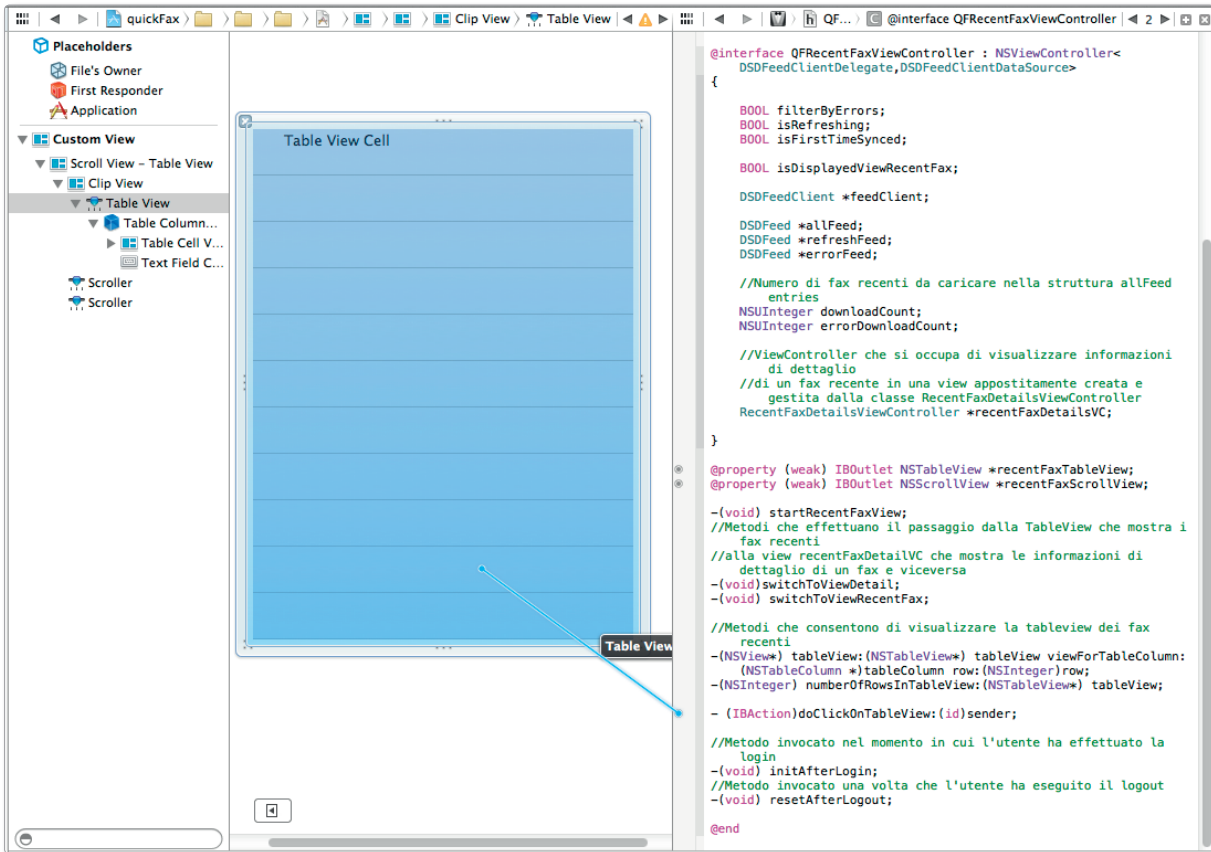 quickFax
Clip View
Table View
QF...
@interface QFRecentFaxViewController
2
Placeholders
File's Owner
First Responder
Application
Custom View
Scroll View – Table View
Clip View
Table View
Table Column...
Table Cell V...
Text Field C...
Scroller
Scroller
Table View Cell
Table View
@interface QFRecentFaxViewController : NSViewController<
DSDFeedClientDelegate,DSDFeedClientDataSource>
{
BOOL filterByErrors;
BOOL isRefreshing;
BOOL isFirstTimeSynced;
BOOL isDisplayedViewRecentFax;
DSDFeedClient *feedClient;
DSDFeed *allFeed;
DSDFeed *refreshFeed;
DSDFeed *errorFeed;
//Numero di fax recenti da caricare nella struttura allFeed
entries
NSUInteger downloadCount;
NSUInteger errorDownloadCount;
//ViewController che si occupa di visualizzare informazioni
di dettaglio
//di un fax recente in una view appostitamente creata e
gestita dalla classe RecentFaxDetailsViewController
RecentFaxDetailsViewController *recentFaxDetailsVC;
}
@property (weak) IBOutlet NSTableView *recentFaxTableView;
@property (weak) IBOutlet NSScrollView *recentFaxScrollView;
-(void) startRecentFaxView;
//Metodi che effettuano il passaggio dalla TableView che mostra i
fax recenti
//alla view recentFaxDetailVC che mostra le informazioni di
dettaglio di un fax e viceversa
-(void)switchToViewDetail;
-(void) switchToViewRecentFax;
//Metodi che consentono di visualizzare la tableview dei fax
recenti
-(NSView*) tableView:(NSTableView*) tableView viewForTableColumn:
(NSTableColumn *)tableColumn row:(NSInteger)row;
-(NSInteger) numberOfRowsInTableView:(NSTableView*) tableView;
- (IBAction)doClickOnTableView:(id)sender;
//Metodo invocato nel momento in cui l'utente ha effettuato la
login
-(void) initAfterLogin;
//Metodo invocato una volta che l'utente ha eseguito il logout
-(void) resetAfterLogout;
@end